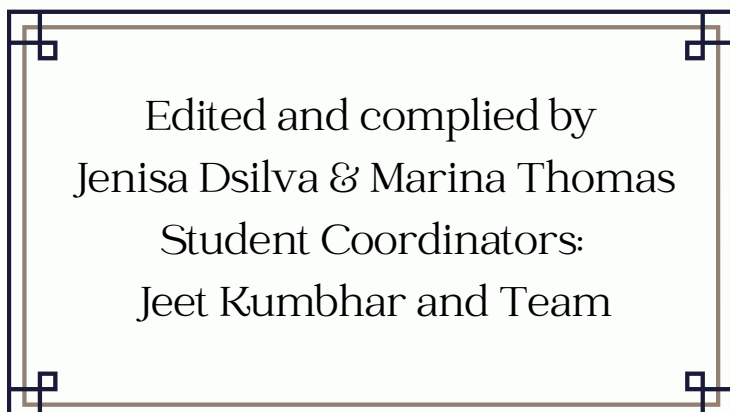 Edited and complied by
Jenisa Dsilva & Marina Thomas
Student Coordinators:
Jeet Kumbhar and Team